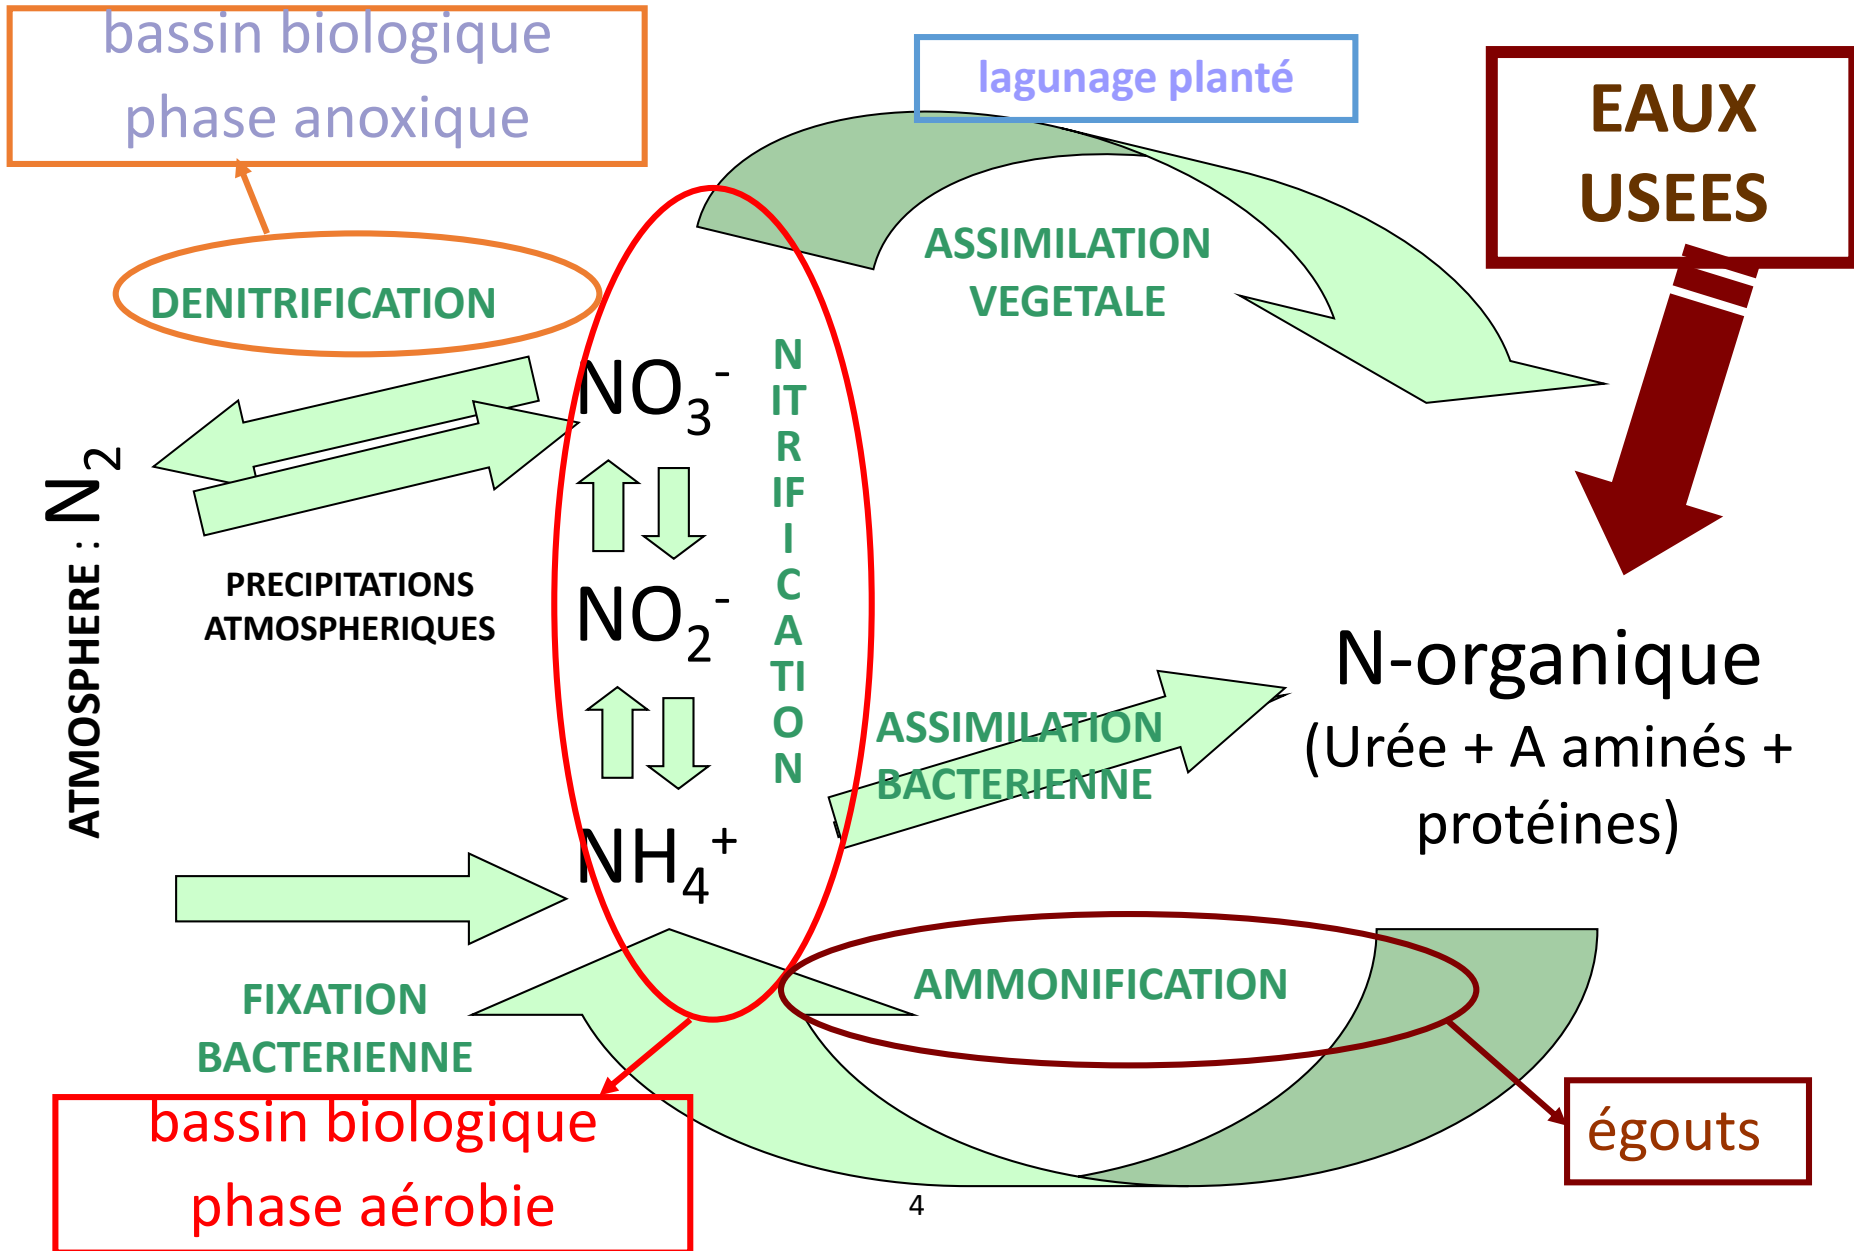 bassin biologique
phase anoxique
lagunage planté
EAUX
USEES
DENITRIFICATION
ASSIMILATION
VEGETALE
NO3-
N
IT
R
IF
I
C
A
TI
O
N
ATMOSPHERE : N2
PRECIPITATIONS
ATMOSPHERIQUES
NO2-
N-organique
(Urée + A aminés +
protéines)
ASSIMILATION
BACTERIENNE
NH4+
FIXATION
BACTERIENNE
AMMONIFICATION
bassin biologique
phase aérobie
égouts
4